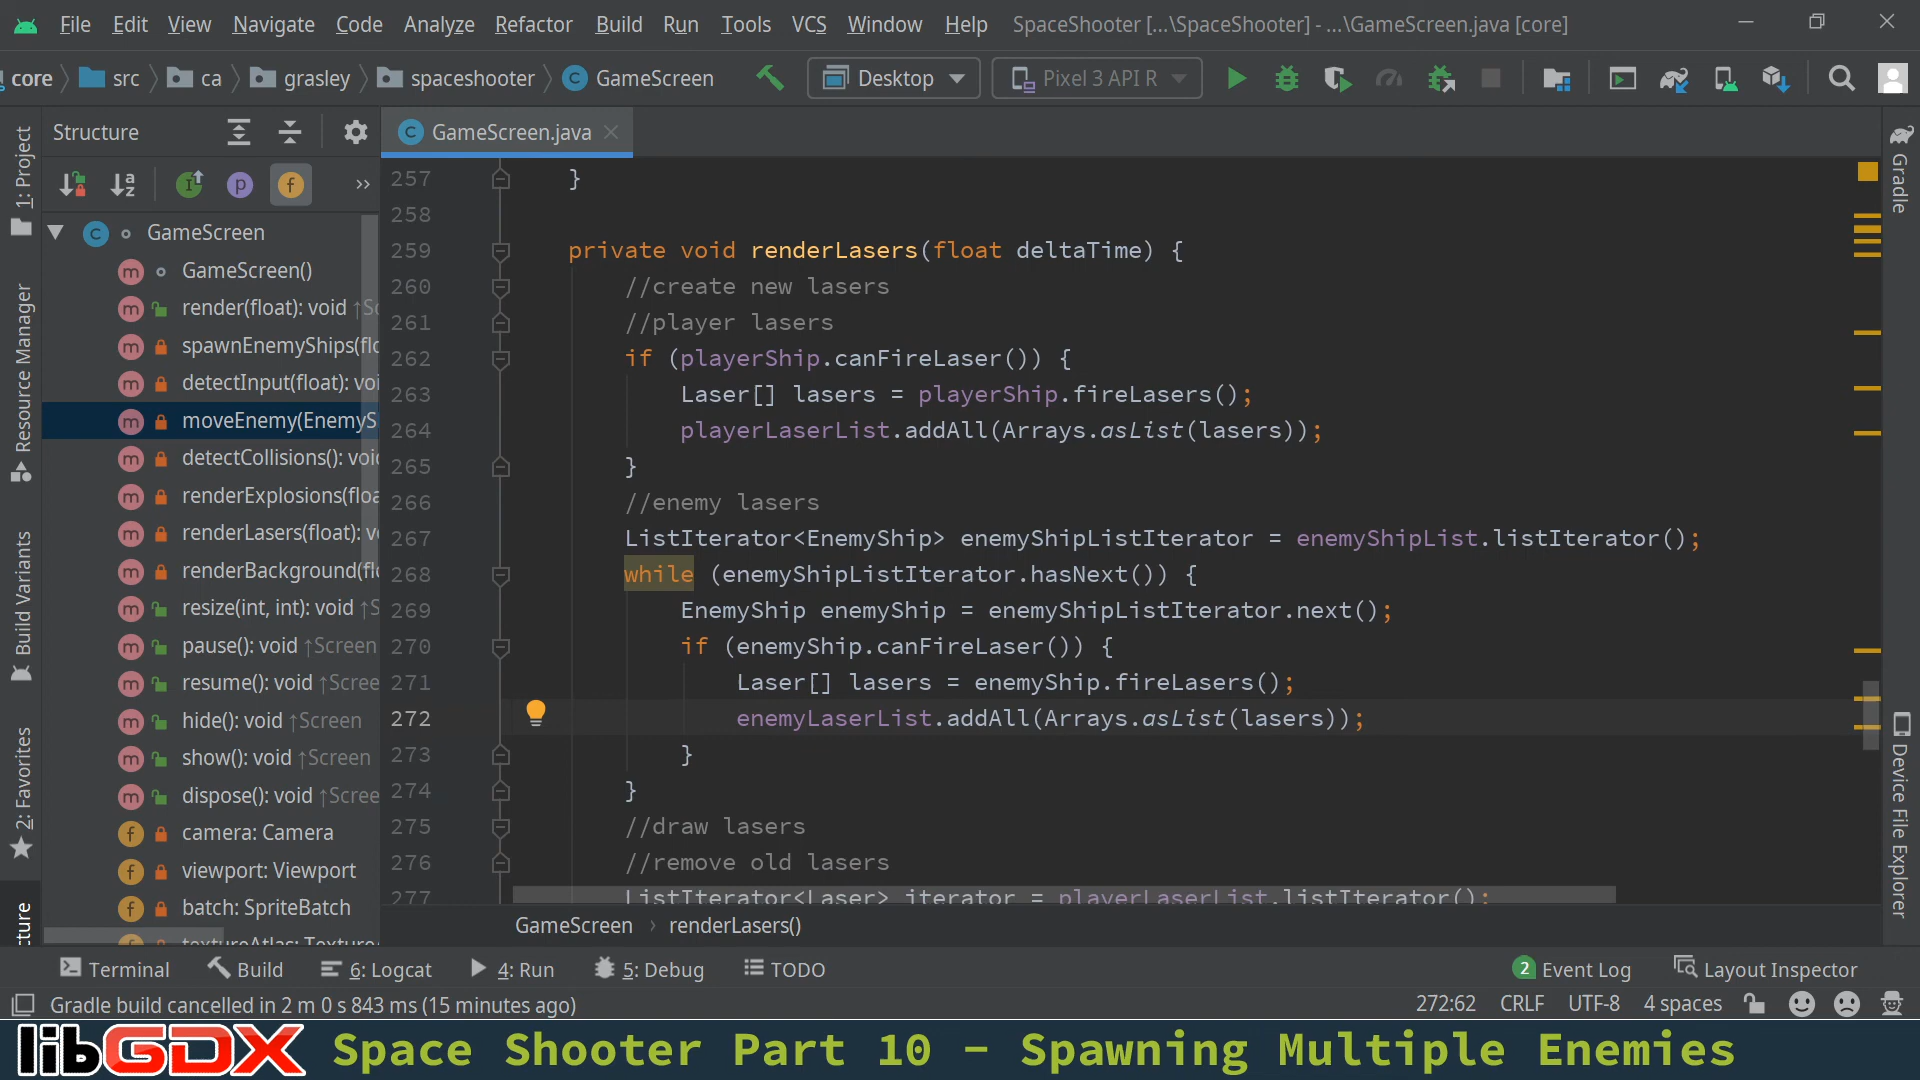 File Edit View Navigate Code Analyze Refactor Build Run Tools VCS Window Help SpaceShooter [...\SpaceShooter] - ...\GameScreen.java [core]
core src ca grasley spaceshooter GameScreen Desktop Pixel 3 API R
Structure
GameScreen.java
1: Project
Resource Manager
Build Variants
2: Favorites
GameScreen
GameScreen()
render(float): void
spawnEnemyShips(
detectInput(float):
moveEnemy(EnemyS
detectCollisions():
renderExplosions(
renderLasers(float):
renderBackground(
resize(int, int): void
pause(): void ↑Screen
resume(): void ↑Scree
hide(): void ↑Screen
show(): void ↑Screen
dispose(): void ↑Scree
camera: Camera
viewport: Viewport
batch: SpriteBatch
257 }
258
259 private void renderLasers(float deltaTime) {
260 //create new lasers
261 //player lasers
262 if (playerShip.canFireLaser()) {
263 Laser[] lasers = playerShip.fireLasers();
264 playerLaserList.addAll(Arrays.asList(lasers));
265 }
266 //enemy lasers
267 ListIterator<EnemyShip> enemyShipListIterator = enemyShipList.listIterator();
268 while (enemyShipListIterator.hasNext()) {
269 EnemyShip enemyShip = enemyShipListIterator.next();
270 if (enemyShip.canFireLaser()) {
271 Laser[] lasers = enemyShip.fireLasers();
272 enemyLaserList.addAll(Arrays.asList(lasers));
273 }
274 }
275 //draw lasers
276 //remove old lasers
277 ListIterator<Laser> iterator = playerLaserList.listIterator();
Gradle
Device File Explorer
GameScreen › renderLasers()
Terminal Build 6: Logcat 4: Run 5: Debug TODO 2 Event Log Layout Inspector
Gradle build cancelled in 2 m 0 s 843 ms (15 minutes ago) 272:62 CRLF UTF-8 4 spaces
libGDX Space Shooter Part 10 - Spawning Multiple Enemies